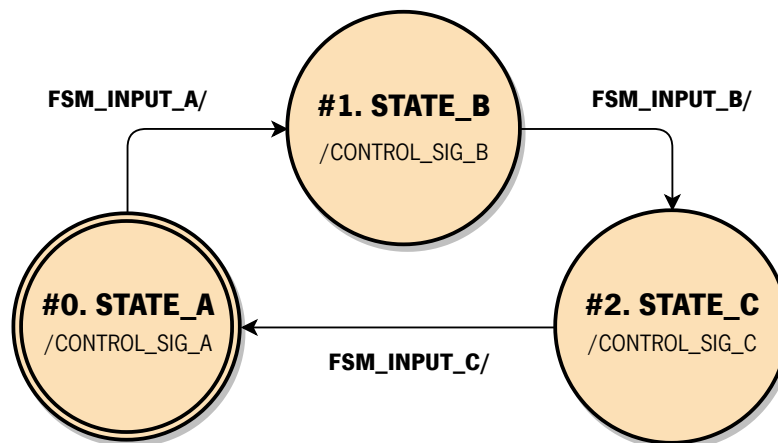 FSM_INPUT_A/
#1. STATE_B
/CONTROL_SIG_B
FSM_INPUT_B/
#0. STATE_A
/CONTROL_SIG_A
#2. STATE_C
/CONTROL_SIG_C
FSM_INPUT_C/